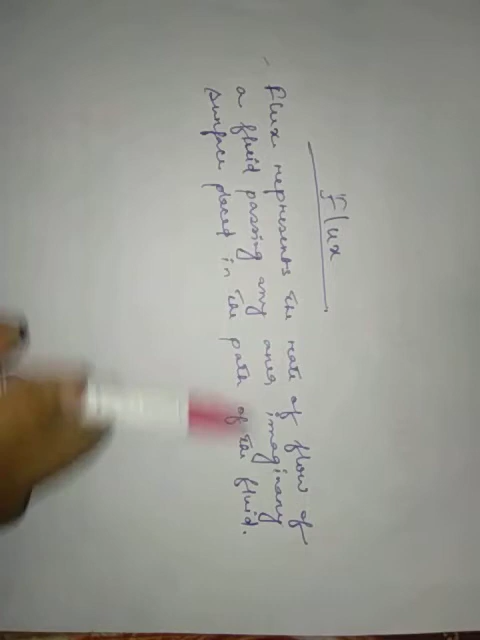 Flux
- Flux represents the rate of flow of
a fluid passing any area, imaginary
surface placed in the path of the fluid.